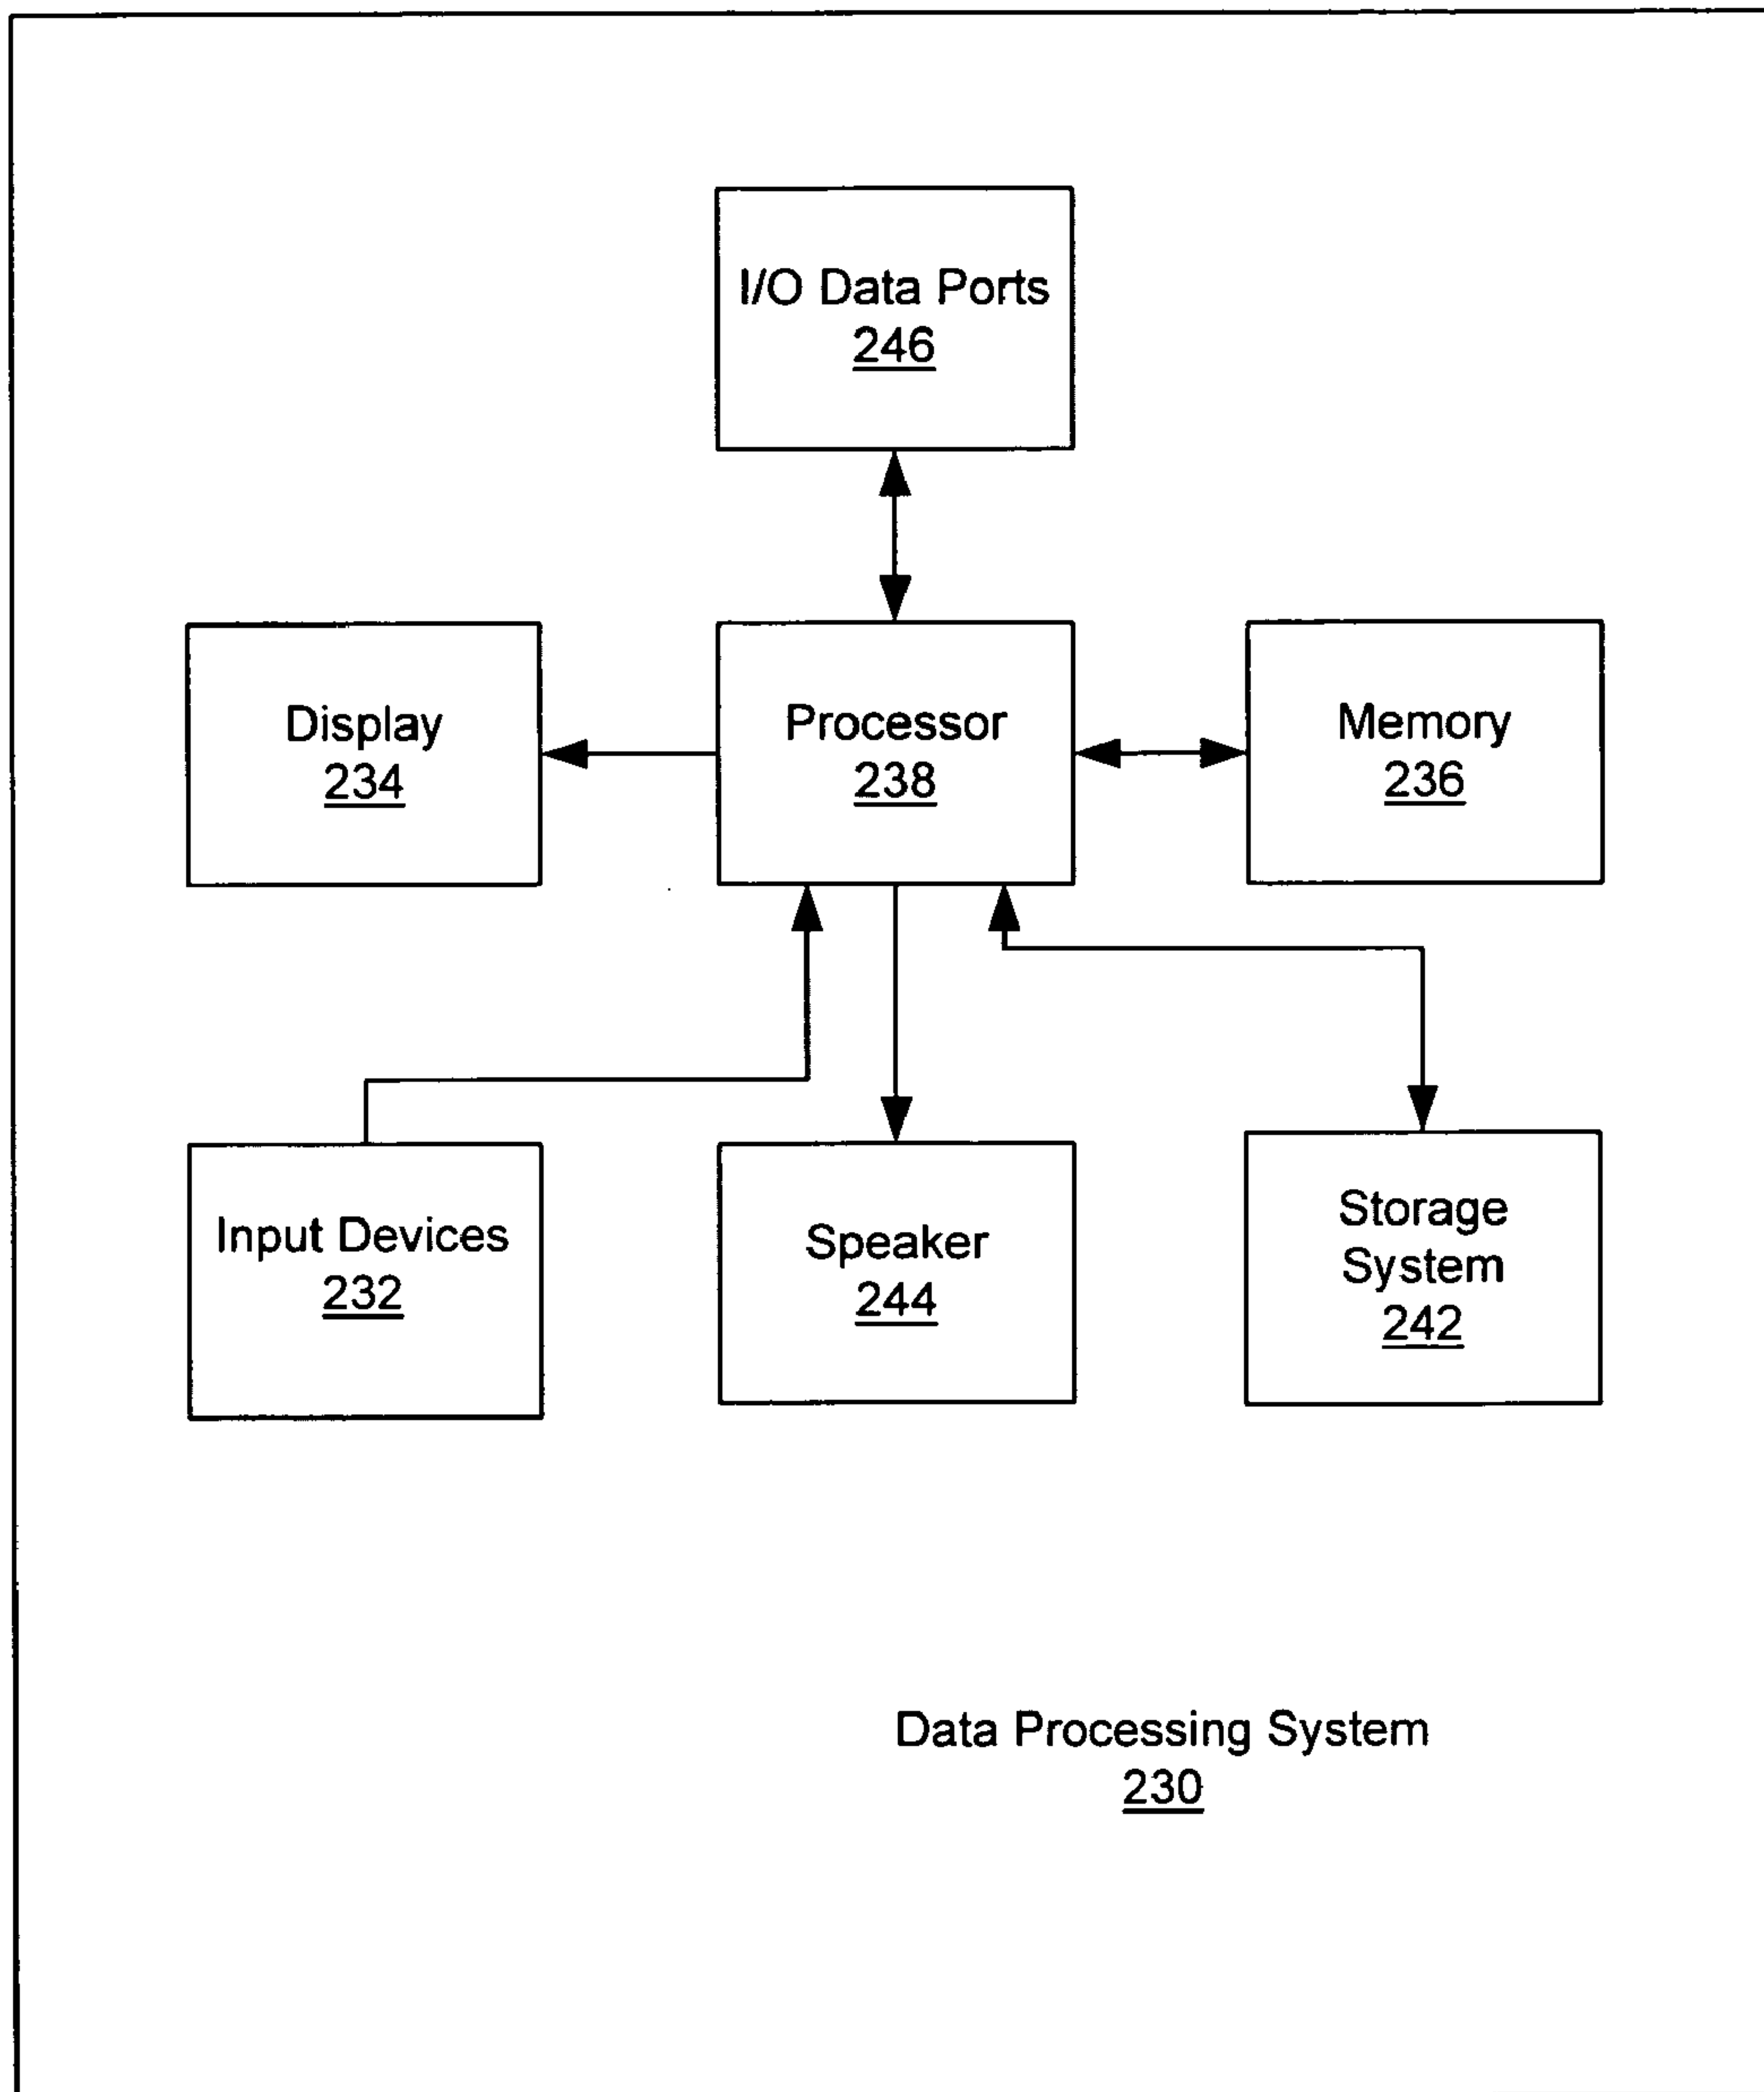 I/O Data Ports
246
Display
234
Processor
238
Memory
236
Input Devices
232
Speaker
244
Storage
System
242
Data Processing System
230